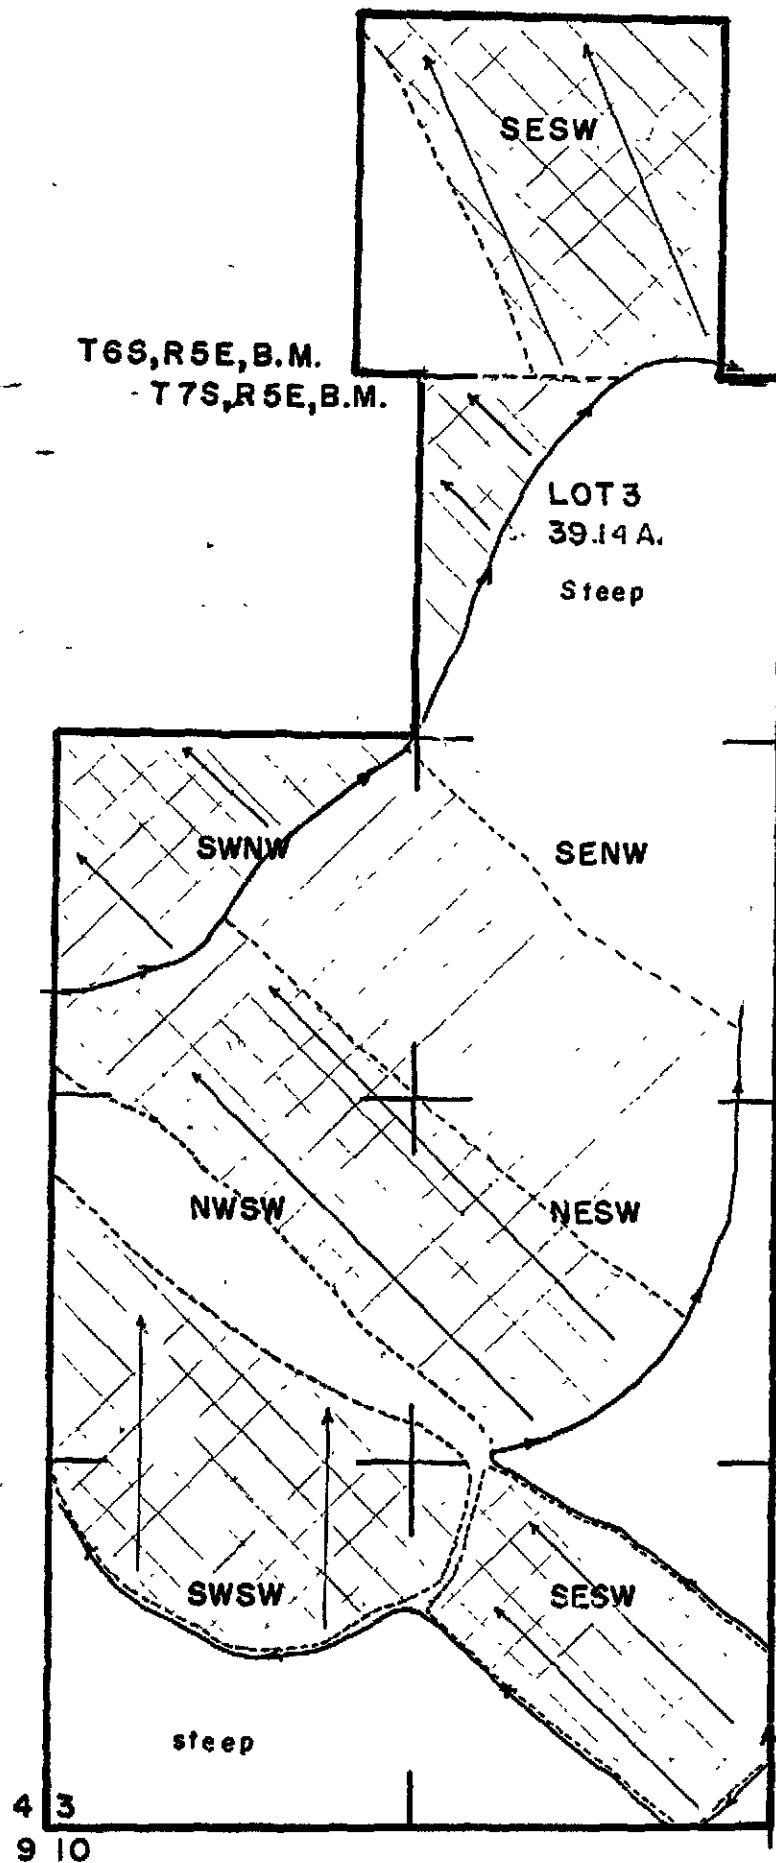 SESW
T6S, R5E, B.M.
T7S, R5E, B.M.
LOT 3
39.14 A.
Steep
SWNW
SENW
NWSW
NESW
SWSW
SESW
steep
4 3
9 10